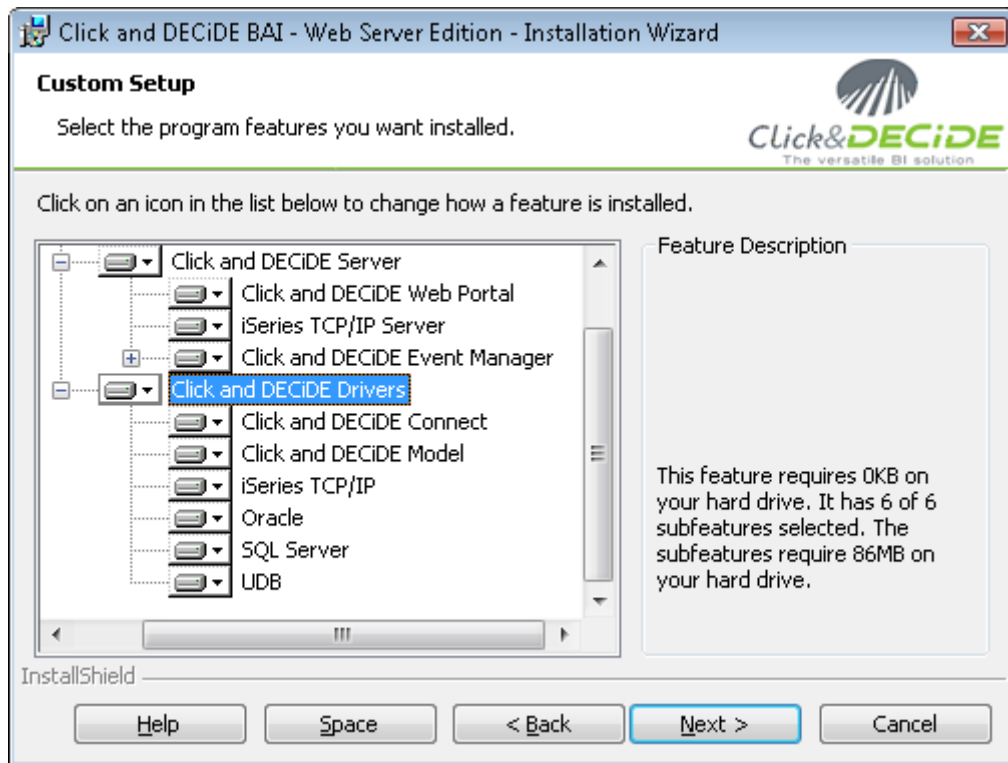 Click and DECiDE BAI - Web Server Edition - Installation Wizard
Custom Setup
Select the program features you want installed.
Click&DECiDE
The versatile BI solution
Click on an icon in the list below to change how a feature is installed.
Click and DECiDE Server
Click and DECiDE Web Portal
iSeries TCP/IP Server
Click and DECiDE Event Manager
Click and DECiDE Drivers
Click and DECiDE Connect
Click and DECiDE Model
iSeries TCP/IP
Oracle
SQL Server
UDB
Feature Description
This feature requires 0KB on
your hard drive. It has 6 of 6
subfeatures selected. The
subfeatures require 86MB on
your hard drive.
InstallShield
Help
Space
< Back
Next >
Cancel